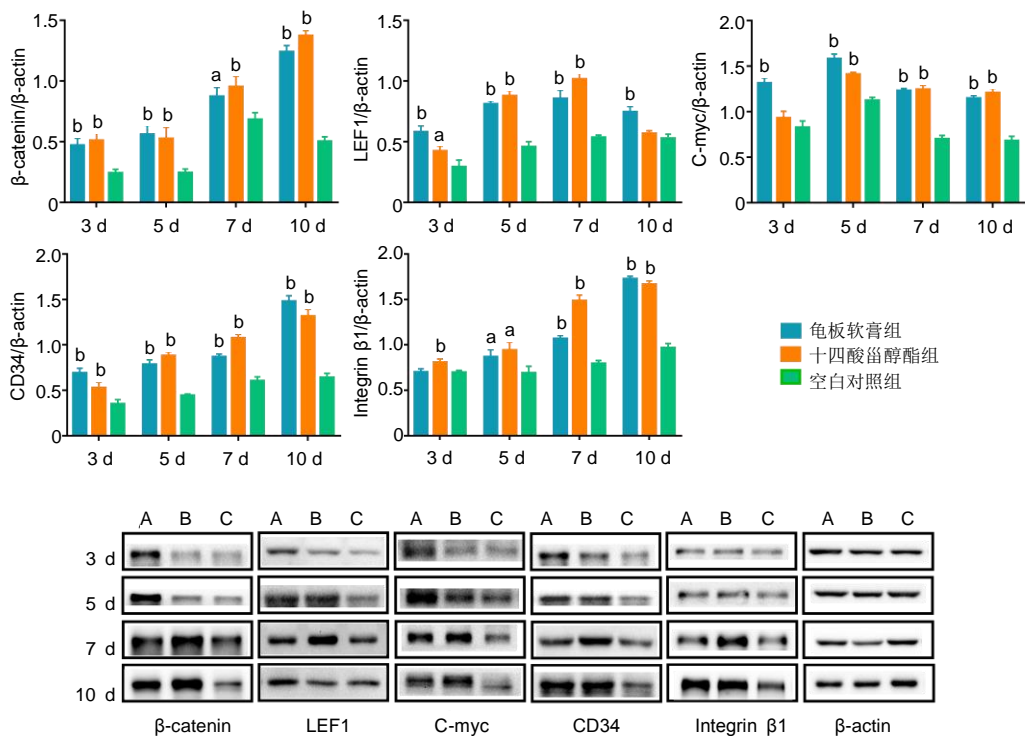 β-catenin/β-actin
1.5
1.0
0.5
0
b b
b b
a b
b b
3 d 5 d 7 d 10 d
LEF1/β-actin
1.5
1.0
0.5
0
b a
b b
b b
b
3 d 5 d 7 d 10 d
C-myc/β-actin
2.0
1.5
1.0
1.5
0
b
b b
b b
b b
3 d 5 d 7 d 10 d
CD34/β-actin
2.0
1.5
1.0
0.5
0
b b
b b
b b
b b
3 d 5 d 7 d 10 d
Integrin β1/β-actin
2.0
1.5
1.0
0.5
0
b
a a
b b
b b
3 d 5 d 7 d 10 d
龟板软膏组
十四酸甾醇酯组
空白对照组
A B C A B C A B C A B C A B C A B C
3 d
5 d
7 d
10 d
β-catenin LEF1 C-myc CD34 Integrin β1 β-actin